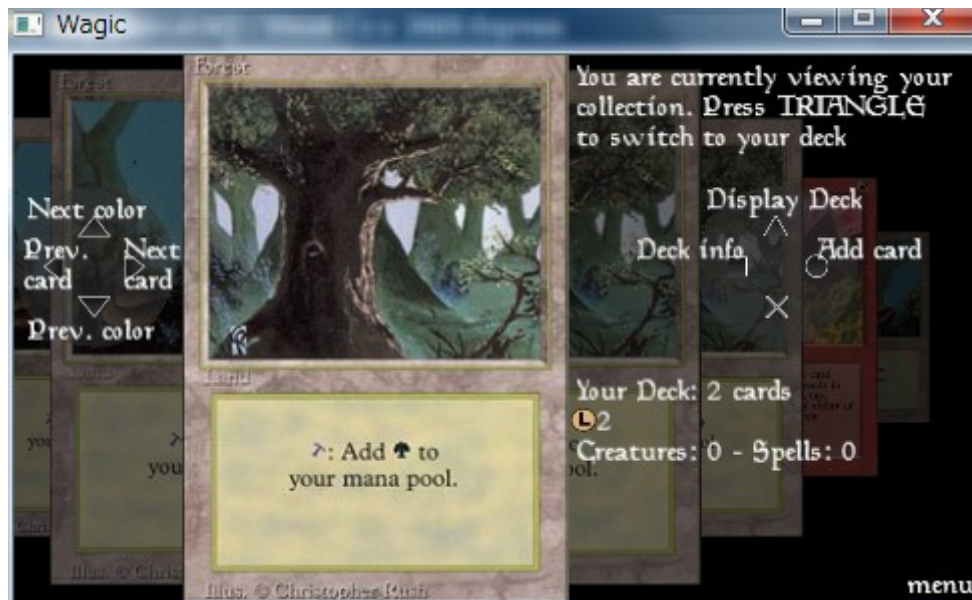 Wagic
Forest
You are currently viewing your
collection. Press TRIANGLE
to switch to your deck
Next color
Prev. card
Next card
Prev. color
Display Deck
Deck info
Add card
Land
Your Deck: 2 cards
L 2
Creatures: 0 - Spells: 0
: Add to
your mana pool.
Illus. © Christopher Rush
Illus. © Chris
menu